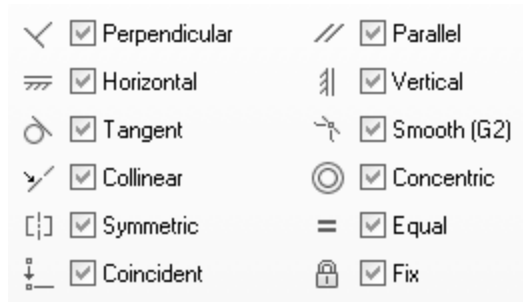 Perpendicular Parallel
Horizontal Vertical
Tangent Smooth (G2)
Collinear Concentric
Symmetric Equal
Coincident Fix